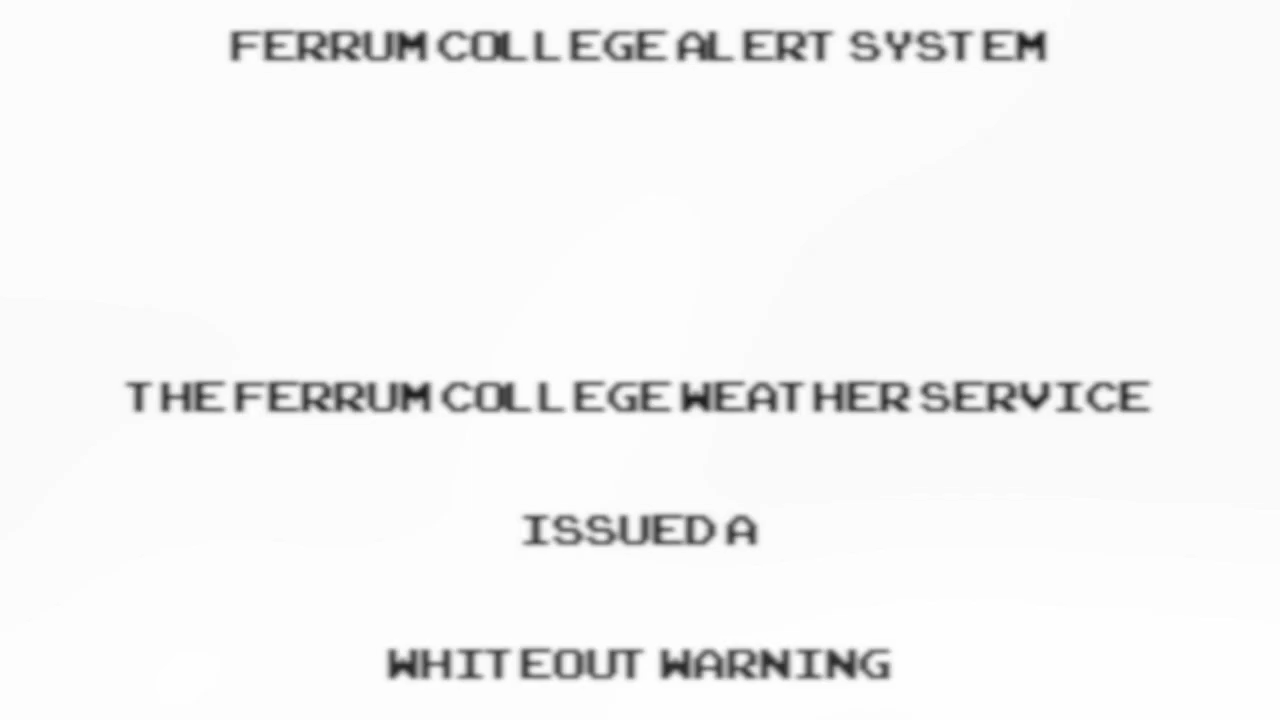 FERRUM COLLEGE ALERT SYSTEM
THE FERRUM COLLEGE WEATHER SERVICE
ISSUED A
WHITEOUT WARNING